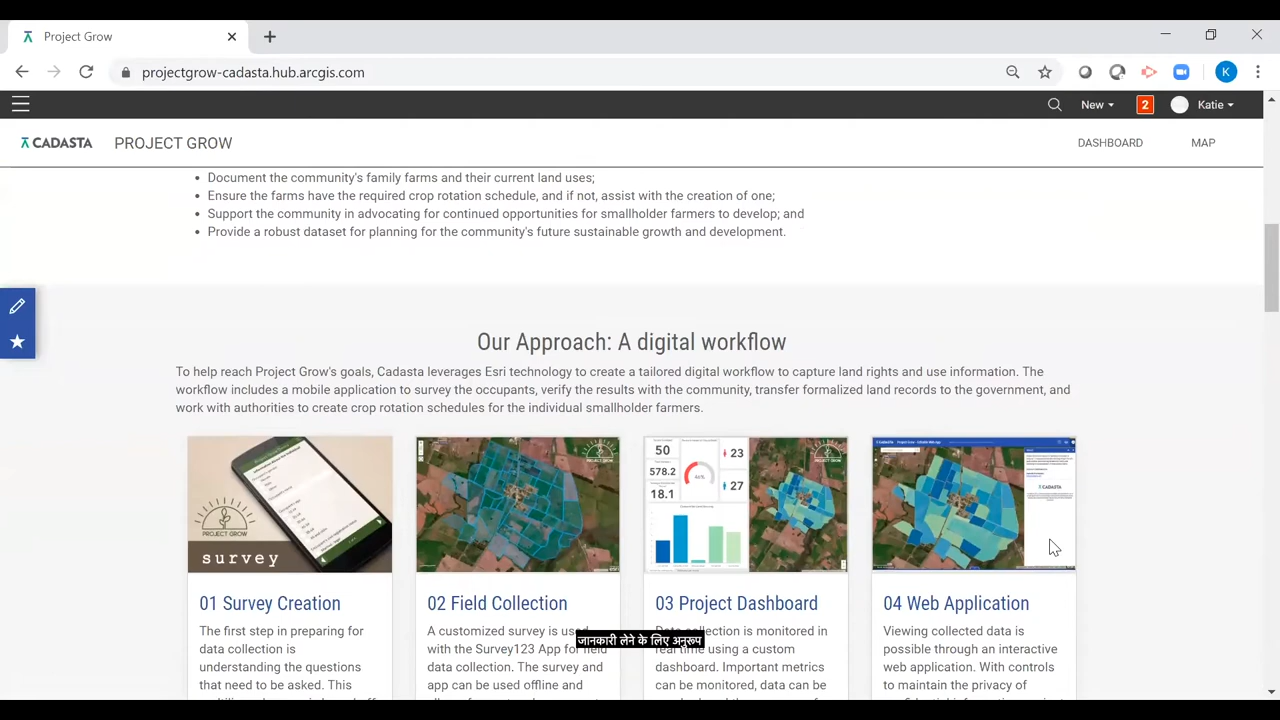 Project Grow
projectgrow-cadasta.hub.arcgis.com
K
New
2
Katie
CADASTA
PROJECT GROW
DASHBOARD
MAP
• Document the community's family farms and their current land uses;
• Ensure the farms have the required crop rotation schedule, and if not, assist with the creation of one;
• Support the community in advocating for continued opportunities for smallholder farmers to develop; and
• Provide a robust dataset for planning for the community's future sustainable growth and development.
Our Approach: A digital workflow
To help reach Project Grow's goals, Cadasta leverages Esri technology to create a tailored digital workflow to capture land rights and use information. The
workflow includes a mobile application to survey the occupants, verify the results with the community, transfer formalized land records to the government, and
work with authorities to create crop rotation schedules for the individual smallholder farmers.
PROJECT GROW
survey
PROJECT GROW
50
578.2
18.1
23
27
CADASTA
CADASTA
01 Survey Creation
The first step in preparing for
data collection is
understanding the questions
that need to be asked. This
02 Field Collection
A customized survey is
with the Survey123 App for field
data collection. The survey and
app can be used offline and
03 Project Dashboard
collection is monitored in
real time using a custom
dashboard. Important metrics
can be monitored, data can be
04 Web Application
Viewing collected data is
possible through an interactive
web application. With controls
to maintain the privacy of
जानकारी लेने के लिए अनुरूप